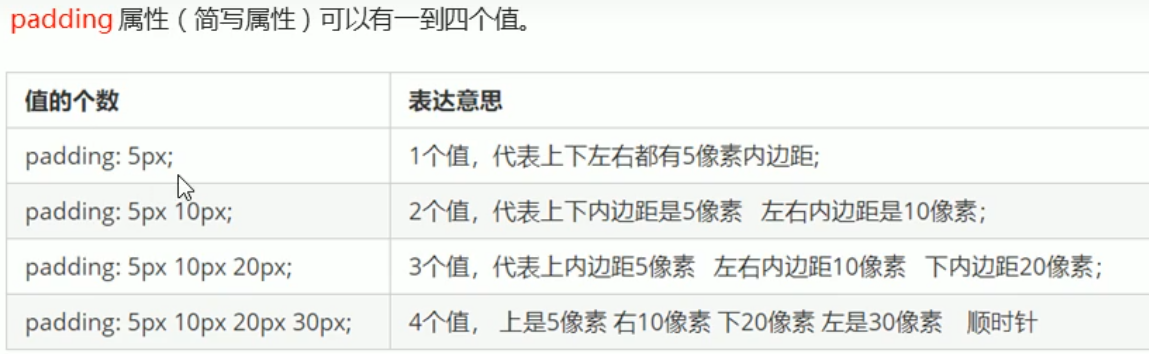 padding 属性（简写属性）可以有一到四个值。
值的个数 表达意思
padding: 5px; 1个值，代表上下左右都有5像素内边距;
padding: 5px 10px; 2个值，代表上下内边距是5像素 左右内边距是10像素；
padding: 5px 10px 20px; 3个值，代表上内边距5像素 左右内边距10像素 下内边距20像素；
padding: 5px 10px 20px 30px; 4个值， 上是5像素 右10像素 下20像素 左是30像素 顺时针